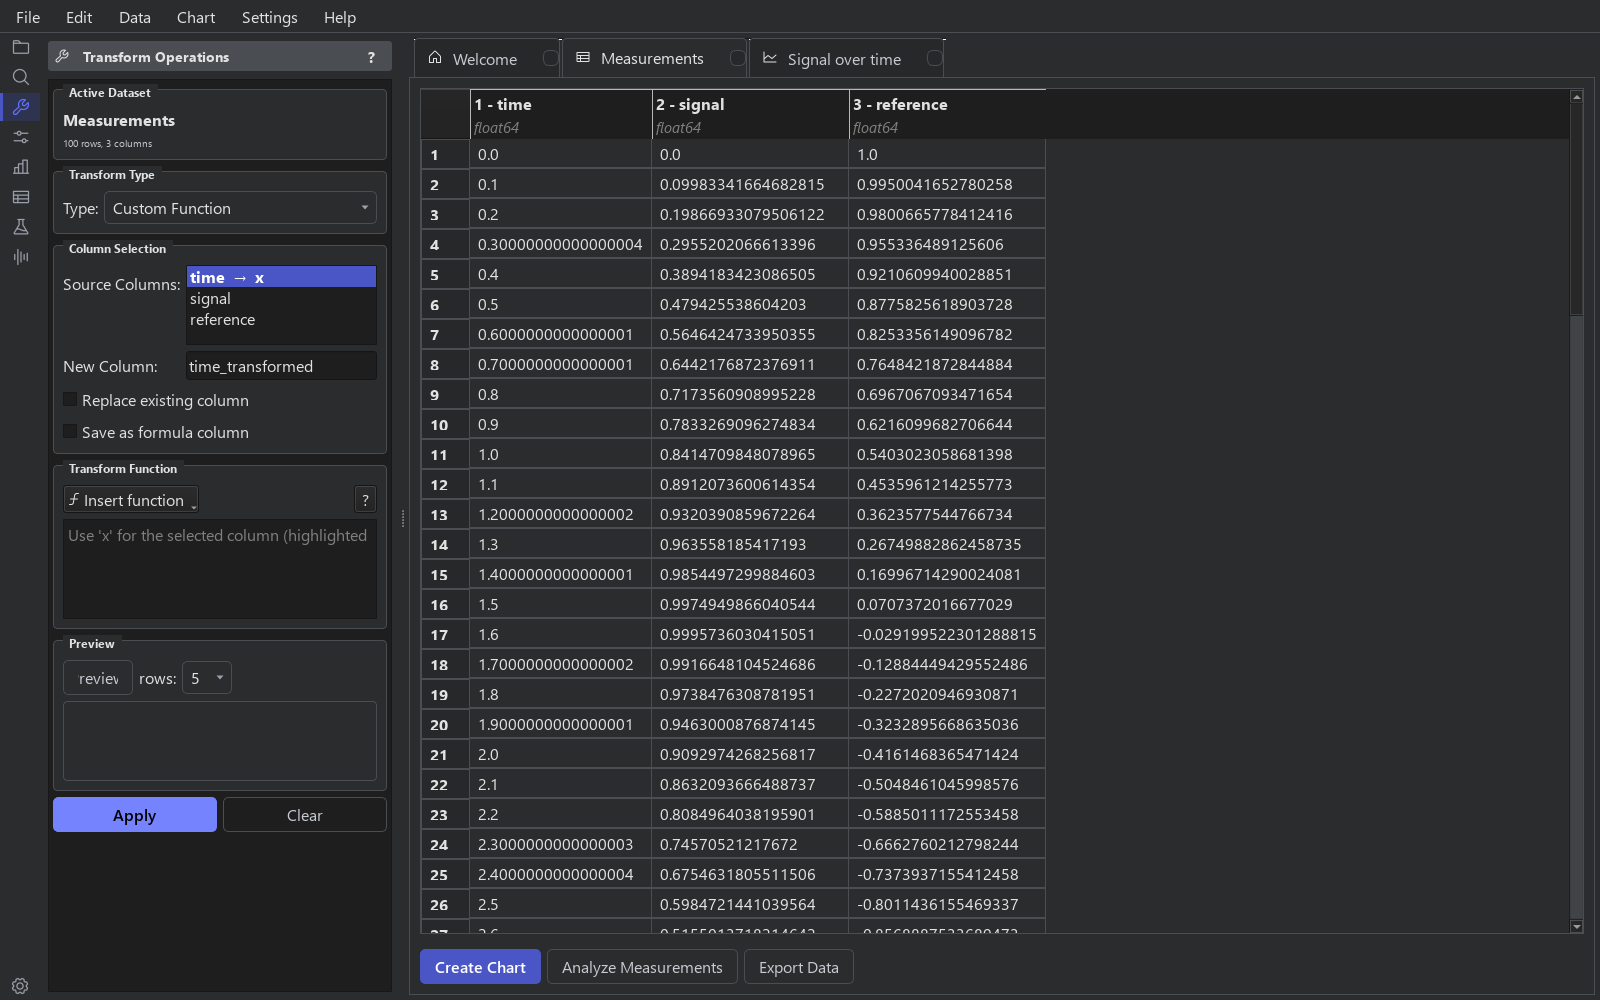 File Edit Data Chart Settings Help
Transform Operations ?
Active Dataset
Measurements
100 rows, 3 columns
Transform Type
Type: Custom Function
Column Selection
Source Columns: time → x
signal
reference
New Column: time_transformed
Replace existing column
Save as formula column
Transform Function
Insert function ?
Use 'x' for the selected column (highlighted
Preview
rows: 5
Apply Clear
Welcome Measurements Signal over time
1 - time 2 - signal 3 - reference
float64 float64 float64
1 0.0 0.0 1.0
2 0.1 0.09983341664682815 0.9950041652780258
3 0.2 0.19866933079506122 0.9800665778412416
4 0.30000000000000004 0.2955202066613396 0.955336489125606
5 0.4 0.3894183423086505 0.9210609940028851
6 0.5 0.479425538604203 0.8775825618903728
7 0.6000000000000001 0.5646424733950355 0.8253356149096782
8 0.7000000000000001 0.6442176872376911 0.7648421872844884
9 0.8 0.7173560908995228 0.6967067093471654
10 0.9 0.7833269096274834 0.6216099682706644
11 1.0 0.8414709848078965 0.5403023058681398
12 1.1 0.8912073600614354 0.4535961214255773
13 1.2000000000000002 0.9320390859672264 0.3623577544766734
14 1.3 0.963558185417193 0.26749882862458735
15 1.4000000000000001 0.9854497299884603 0.16996714290024081
16 1.5 0.9974949866040544 0.0707372016677029
17 1.6 0.9995736030415051 -0.029199522301288815
18 1.7000000000000002 0.9916648104524686 -0.12884449429552486
19 1.8 0.9738476308781951 -0.2272020946930871
20 1.9000000000000001 0.9463000876874145 -0.3232895668635036
21 2.0 0.9092974268256817 -0.4161468365471424
22 2.1 0.8632093666488737 -0.5048461045998576
23 2.2 0.8084964038195901 -0.5885011172553458
24 2.3000000000000003 0.74570521217672 -0.6662760212798244
25 2.4000000000000004 0.6754631805511506 -0.7373937155412458
26 2.5 0.5984721441039564 -0.8011436155469337
Create Chart Analyze Measurements Export Data